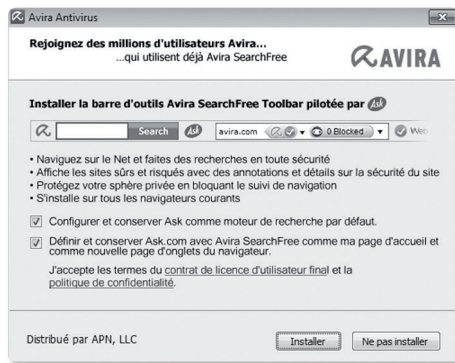 Avira Antivirus
Rejoignez des millions d'utilisateurs Avira...
...qui utilisent déjà Avira SearchFree
AVIRA
Installer la barre d'outils Avira SearchFree Toolbar pilotée par Ask
Search Ask avira.com 0 Blocked Web
• Naviguez sur le Net et faites des recherches en toute sécurité
• Affiche les sites sûrs et risqués avec des annotations et détails sur la sécurité du site
• Protégez votre sphère privée en bloquant le suivi de navigation
• S'installe sur tous les navigateurs courants
Configurer et conserver Ask comme moteur de recherche par défaut.
Définir et conserver Ask.com avec Avira SearchFree comme ma page d'accueil et
comme nouvelle page d'onglets du navigateur.
J'accepte les termes du contrat de licence d'utilisateur final et la
politique de confidentialité.
Distribué par APN, LLC
Installer
Ne pas installer